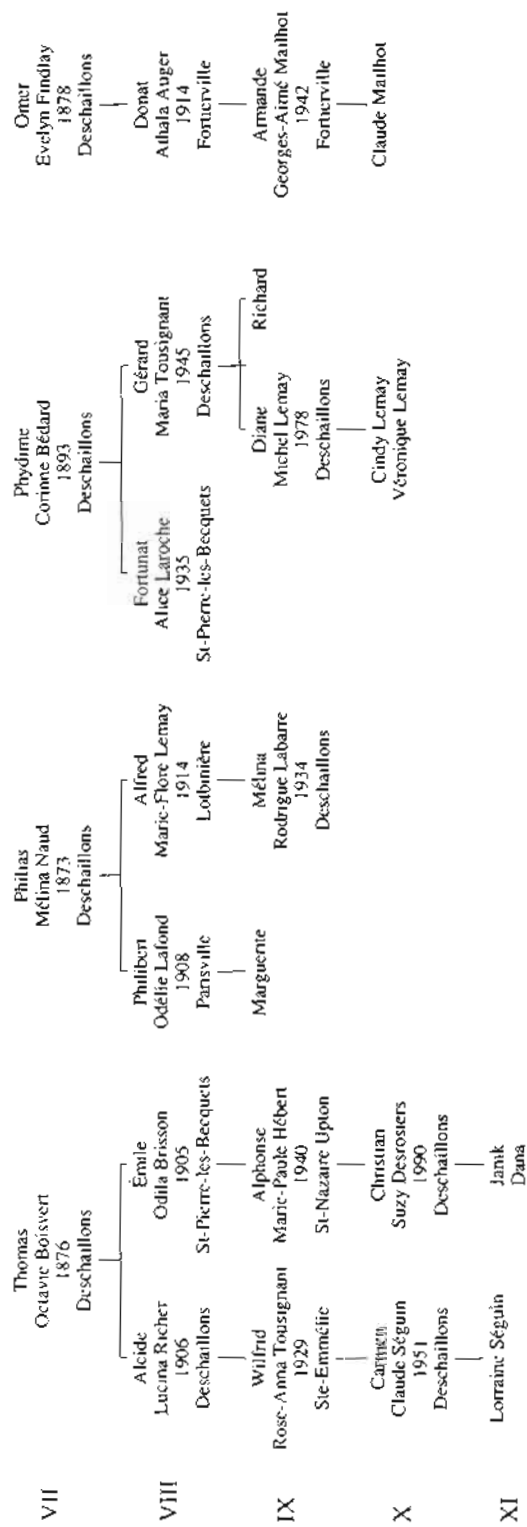 VII
Thomas
Octavie Boisvert
1876
Deschaillons
Philias
Mélina Naud
1873
Deschaillons
Phydime
Corinne Bédard
1893
Deschaillons
Omer
Evelyn Findlay
1878
Deschaillons
VIII
Alcide
Lucina Richer
1906
Deschaillons
Émile
Odila Brisson
1905
St-Pierre-les-Becquets
Philibert
Odélie Lafond
1908
Parisville
Alfred
Marie-Flore Lemay
1914
Lotbinière
Fortunat
Alice Laroche
1935
St-Pierre-les-Becquets
Gérard
Maria Tousignant
1945
Deschaillons
Donat
Athala Auger
1914
Fortierville
IX
Wilfrid
Rose-Anna Tousignant
1929
Ste-Emmélie
Alphonse
Marie-Paule Hébert
1940
St-Nazaire Upton
Marguerite
Mélina
Rodrigue Labarre
1934
Deschaillons
Diane
Michel Lemay
1978
Deschaillons
Richard
Armande
Georges-Aimé Mailhot
1942
Fortierville
X
Carmen
Claude Séguin
1951
Deschaillons
Christian
Suzy Desrosiers
1990
Deschaillons
Cindy Lemay
Véronique Lemay
Claude Mailhot
XI
Lorraine Séguin
Janik
Dana